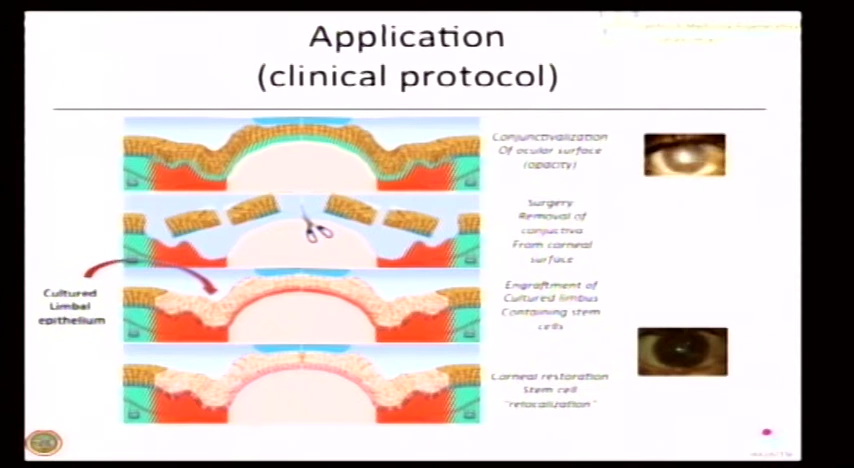 Application
(clinical protocol)
Conjunctivalization
Of ocular surface
(opacity)
Surgery
Removal of
conjuctiva
From corneal
surface
Cultured
Limbal
epithelium
Engraftment of
Cultured limbus
Containing stem
cells
Corneal restoration
Stem cell
"relocalization"